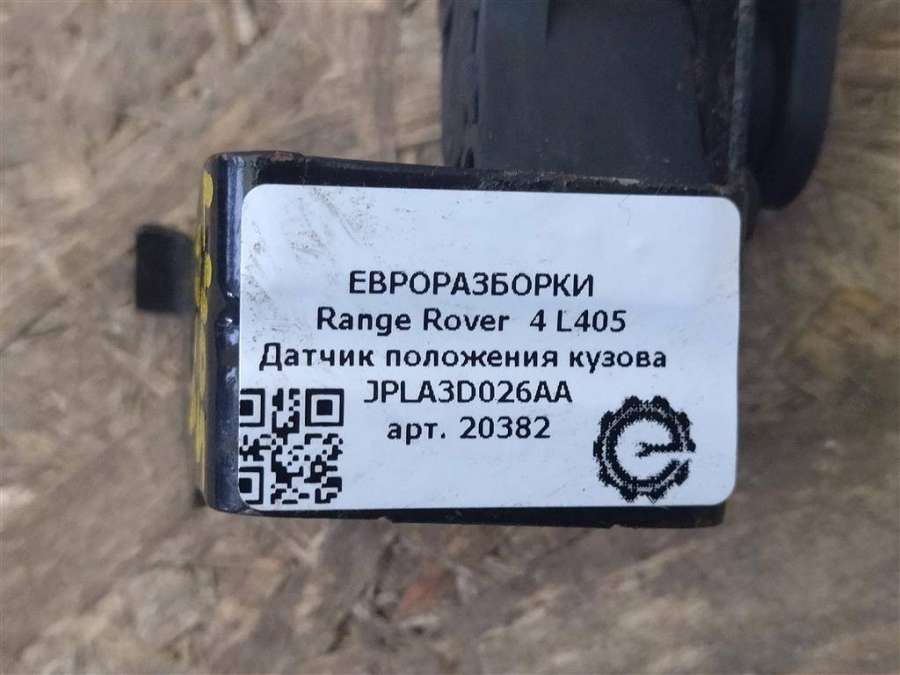 ЕВРОРАЗБОРКИ
Range Rover 4 L405
Датчик положения кузова
JPLA3D026AA
арт. 20382